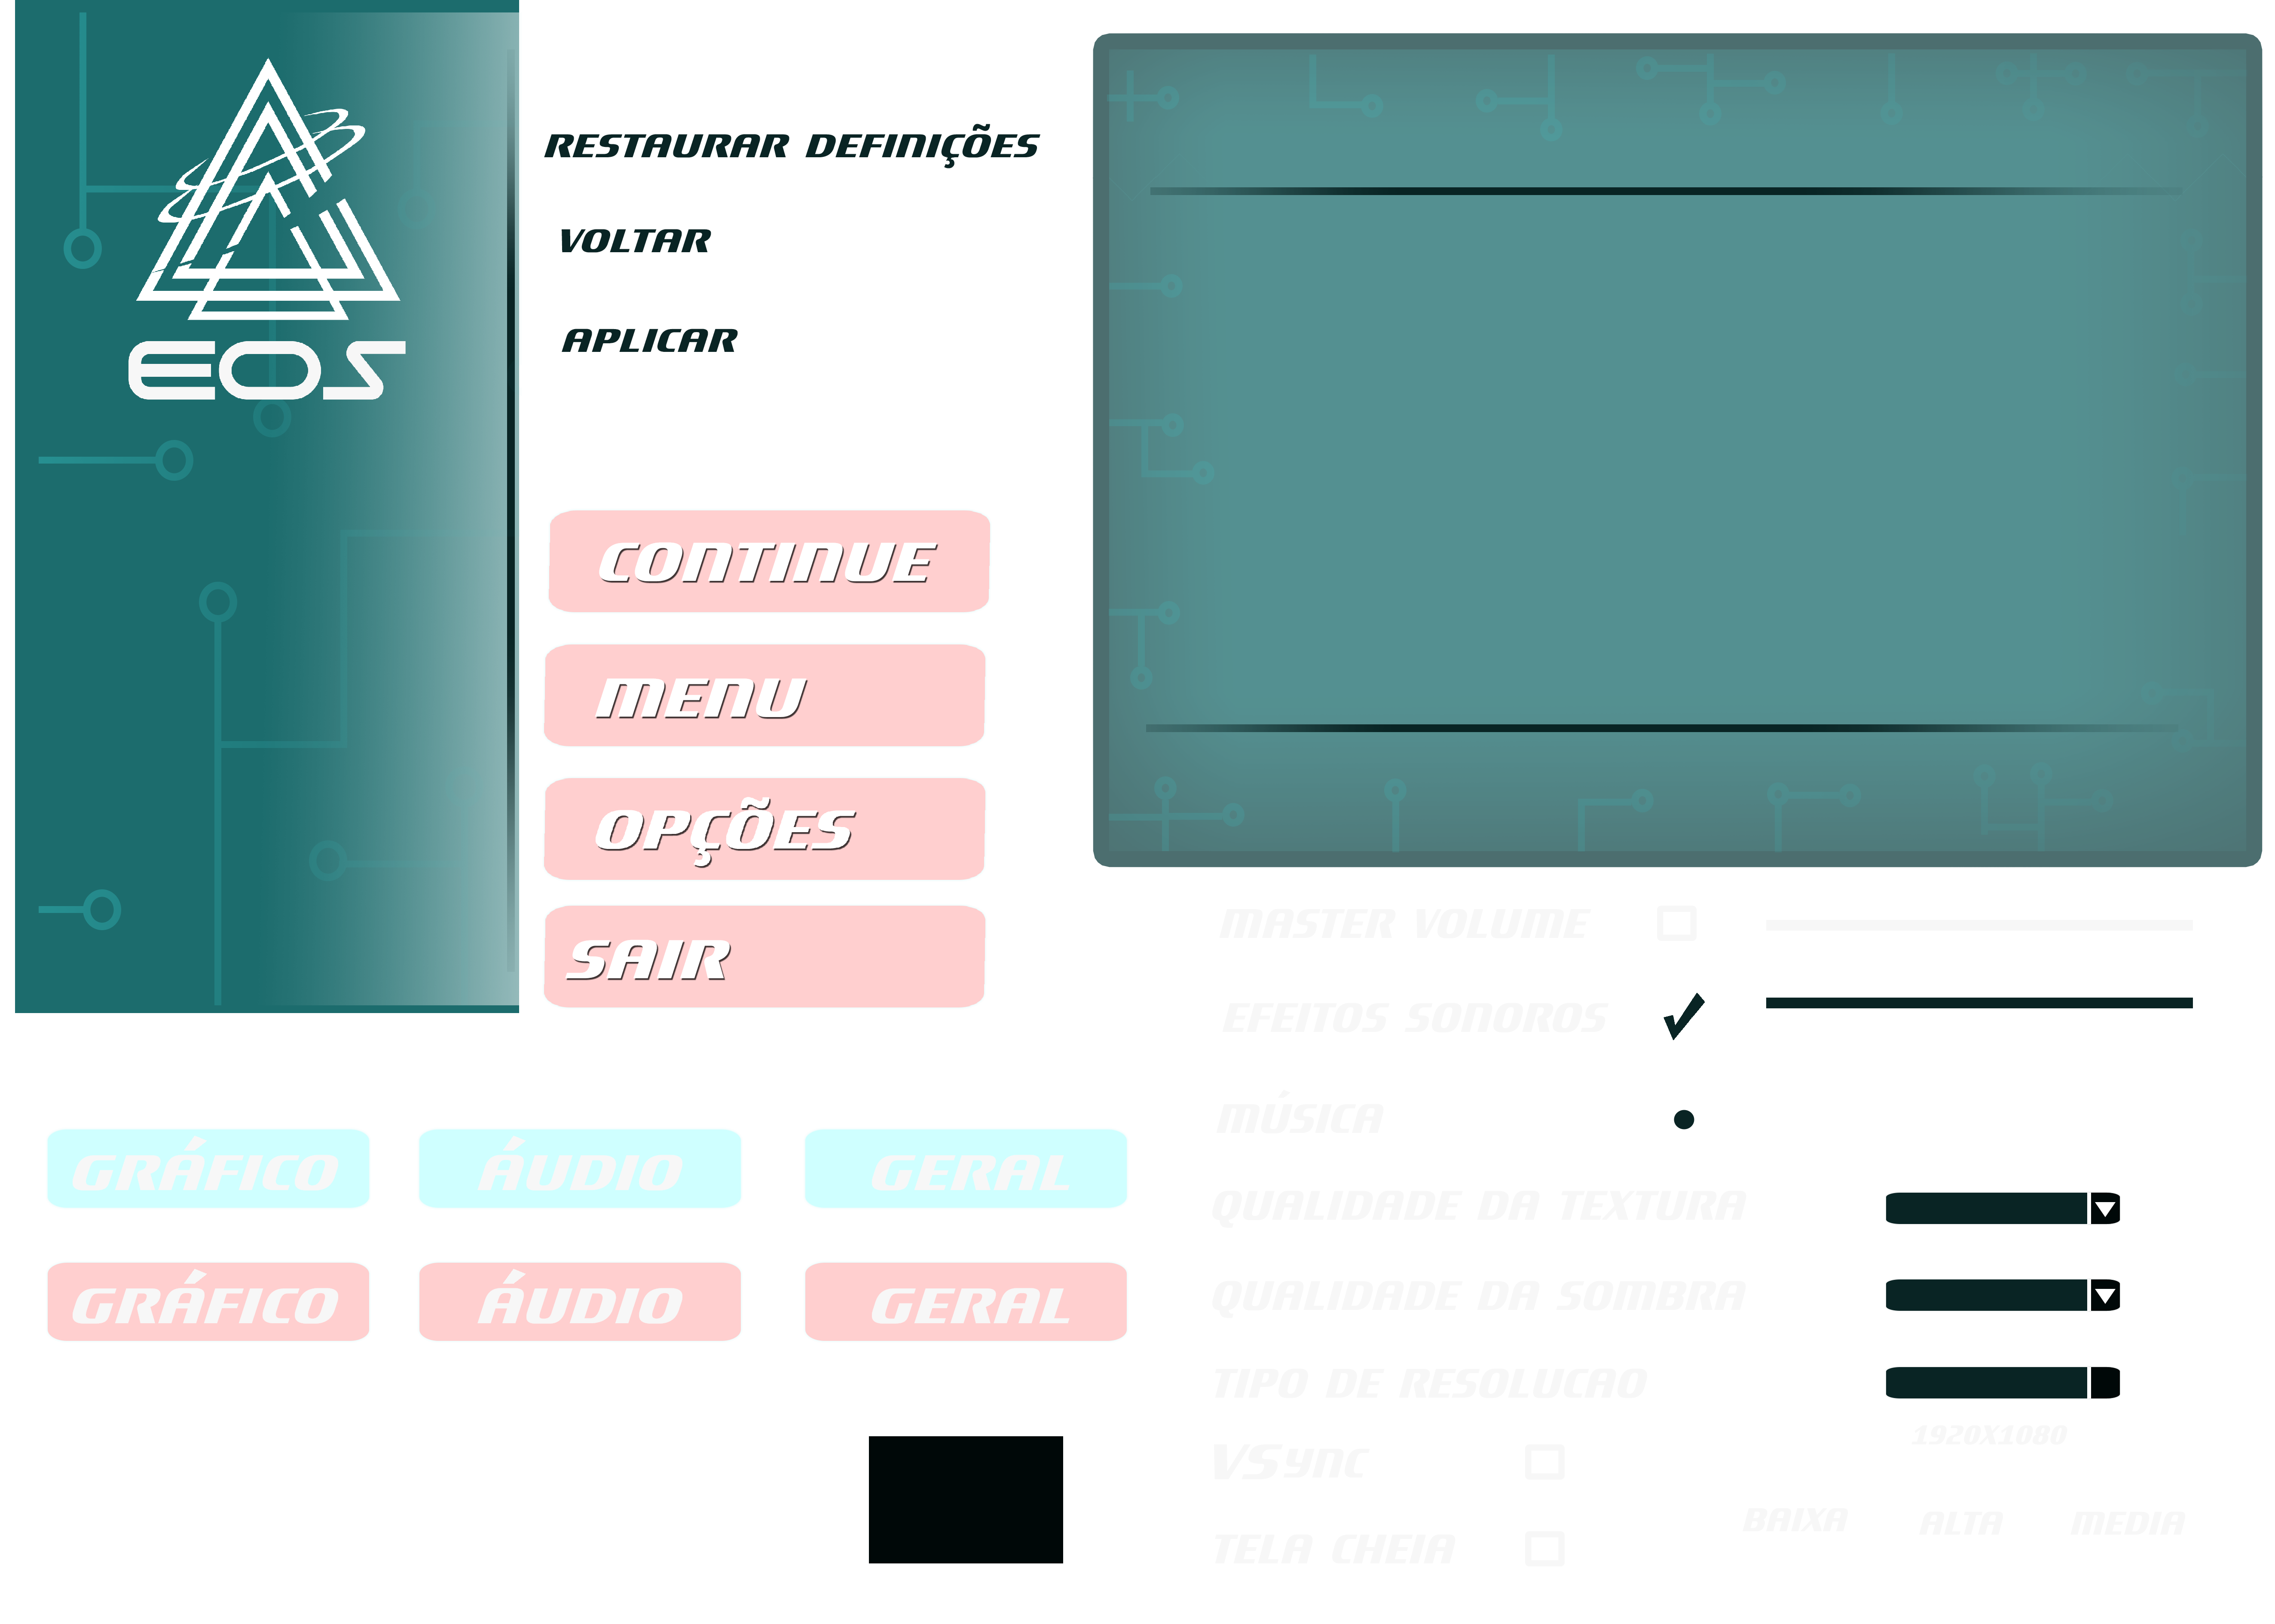 EOS
RESTAURAR DEFINIÇÕES
VOLTAR
APLICAR
CONTINUE
MENU
OPÇÕES
SAIR
MASTER VOLUME
EFEITOS SONOROS
MÚSICA
GRÁFICO ÁUDIO GERAL
QUALIDADE DA TEXTURA
GRÁFICO ÁUDIO GERAL
QUALIDADE DA SOMBRA
TIPO DE RESOLUCAO
1920X1080
VSYNC
BAIXA ALTA MEDIA
TELA CHEIA